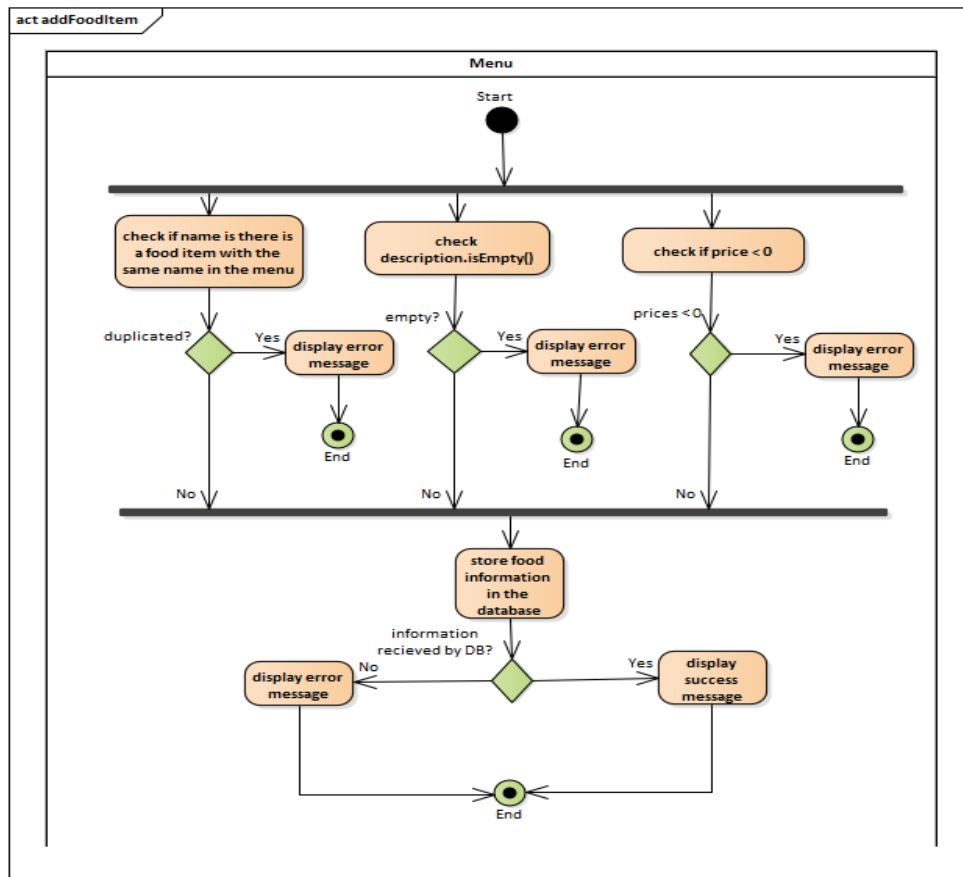 act addFoodItem
Menu
Start
check if name is there is
a food item with the
same name in the menu
check
description.isEmpty()
check if price < 0
duplicated?
Yes
display error
message
empty?
Yes
display error
message
prices <0
Yes
display error
message
End
End
End
No
No
No
store food
information
in the
database
information
recieved by DB?
No
display error
message
Yes
display
success
message
End